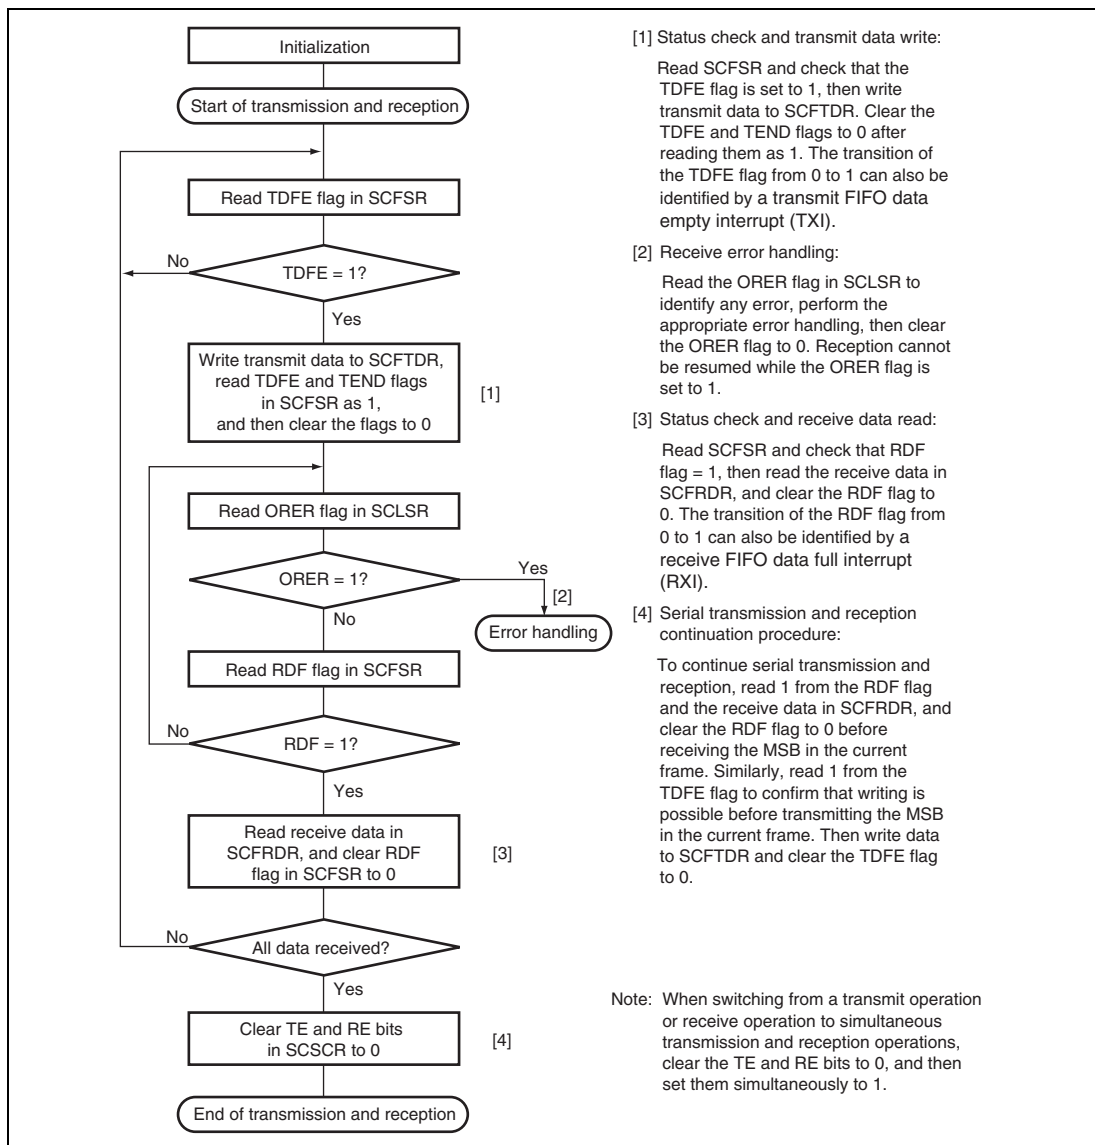 Initialization
Start of transmission and reception
Read TDFE flag in SCFSR
No
TDFE = 1?
Yes
Write transmit data to SCFTDR,
read TDFE and TEND flags
in SCFSR as 1,
and then clear the flags to 0
[1]
Read ORER flag in SCLSR
ORER = 1?
Yes
[2]
No
Error handling
Read RDF flag in SCFSR
No
RDF = 1?
Yes
Read receive data in
SCFRDR, and clear RDF
flag in SCFSR to 0
[3]
No
All data received?
Yes
Clear TE and RE bits
in SCSCR to 0
[4]
End of transmission and reception
[1] Status check and transmit data write:
Read SCFSR and check that the
TDFE flag is set to 1, then write
transmit data to SCFTDR. Clear the
TDFE and TEND flags to 0 after
reading them as 1. The transition of
the TDFE flag from 0 to 1 can also be
identified by a transmit FIFO data
empty interrupt (TXI).
[2] Receive error handling:
Read the ORER flag in SCLSR to
identify any error, perform the
appropriate error handling, then clear
the ORER flag to 0. Reception cannot
be resumed while the ORER flag is
set to 1.
[3] Status check and receive data read:
Read SCFSR and check that RDF
flag = 1, then read the receive data in
SCFRDR, and clear the RDF flag to
0. The transition of the RDF flag from
0 to 1 can also be identified by a
receive FIFO data full interrupt
(RXI).
[4] Serial transmission and reception
continuation procedure:
To continue serial transmission and
reception, read 1 from the RDF flag
and the receive data in SCFRDR, and
clear the RDF flag to 0 before
receiving the MSB in the current
frame. Similarly, read 1 from the
TDFE flag to confirm that writing is
possible before transmitting the MSB
in the current frame. Then write data
to SCFTDR and clear the TDFE flag
to 0.
Note: When switching from a transmit operation
or receive operation to simultaneous
transmission and reception operations,
clear the TE and RE bits to 0, and then
set them simultaneously to 1.